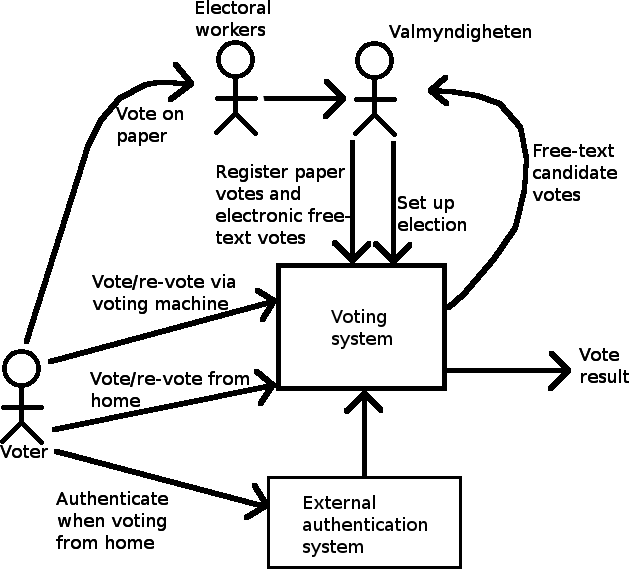 Electoral
workers
Valmyndigheten
Vote on
paper
Free-text
candidate
votes
Register paper
votes and
electronic free-
text votes
Set up
election
Vote/re-vote via
voting machine
Voting
system
Vote
result
Vote/re-vote from
home
Voter
Authenticate
when voting
from home
External
authentication
system